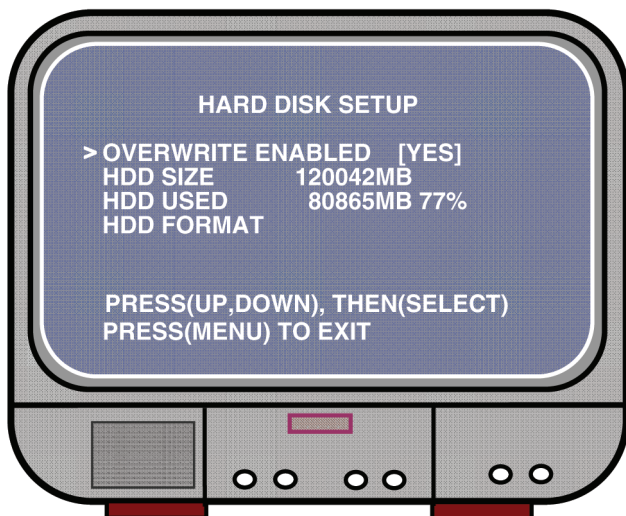 HARD DISK SETUP
> OVERWRITE ENABLED [YES]
HDD SIZE 120042MB
HDD USED 80865MB 77%
HDD FORMAT
PRESS(UP,DOWN), THEN(SELECT)
PRESS(MENU) TO EXIT